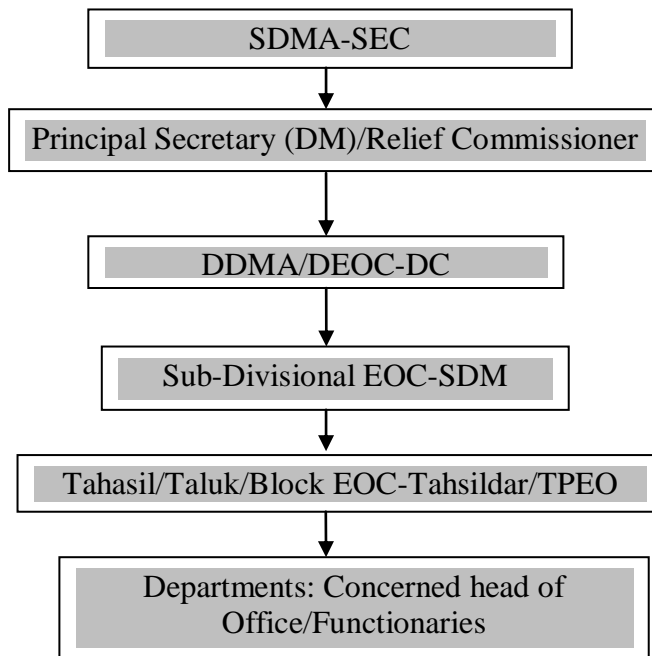 SDMA-SEC
Principal Secretary (DM)/Relief Commissioner
DDMA/DEOC-DC
Sub-Divisional EOC-SDM
Tahasil/Taluk/Block EOC-Tahsildar/TPEO
Departments: Concerned head of
Office/Functionaries